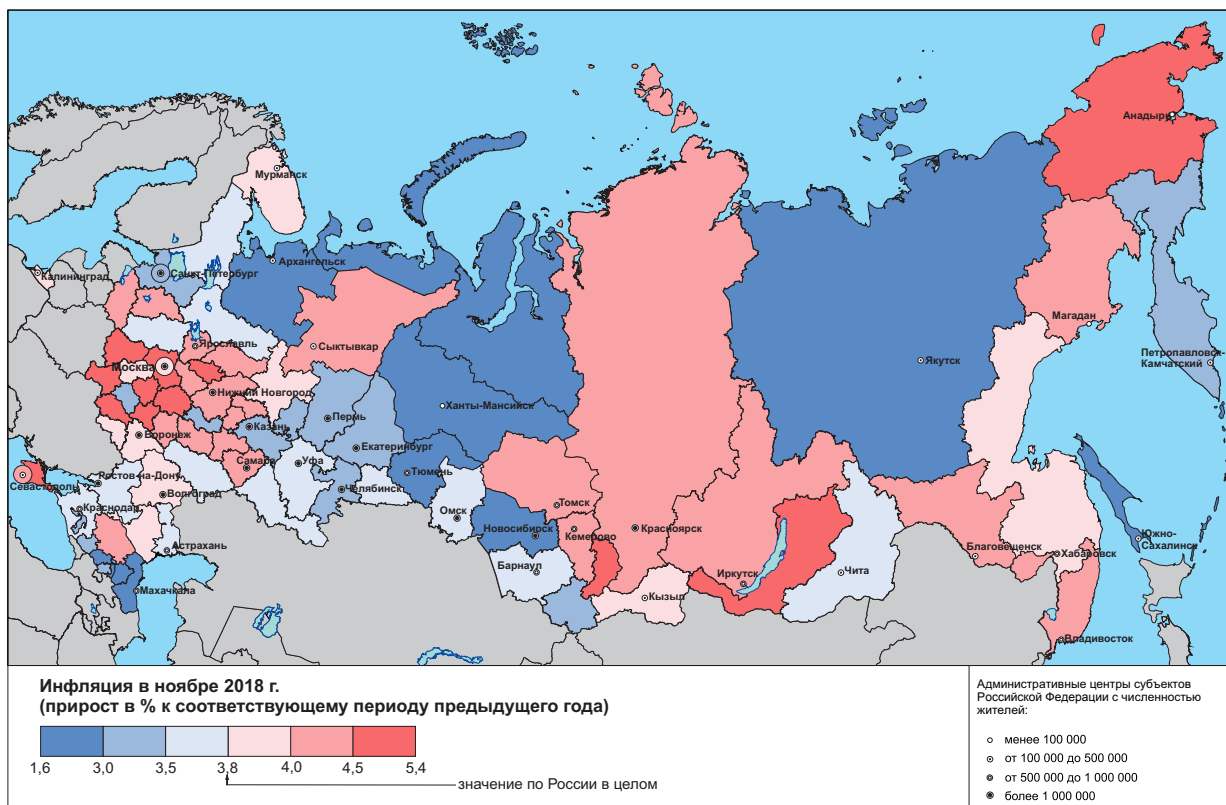 Анадырь
Мурманск
Архангельск
Санкт-Петербург
Калининград
Магадан
Ярославль
Сыктывкар
Якутск
Петропавловск-
Камчатский
Москва
Нижний Новгород
Ханты-Мансийск
Пермь
Казань
Воронеж
Екатеринбург
Самара
Уфа
Тюмень
Ростов-на-Дону
Севастополь
Челябинск
Волгоград
Краснодар
Омск
Томск
Новосибирск
Кемерово
Красноярск
Южно-
Сахалинск
Астрахань
Благовещенск
Хабаровск
Барнаул
Иркутск
Чита
Махачкала
Кызыл
Владивосток
Инфляция в ноябре 2018 г.
(прирост в % к соответствующему периоду предыдущего года)
1,6 3,0 3,5 3,8 4,0 4,5 5,4
значение по России в целом
Административные центры субъектов
Российской Федерации с численностью
жителей:
менее 100 000
от 100 000 до 500 000
от 500 000 до 1 000 000
более 1 000 000